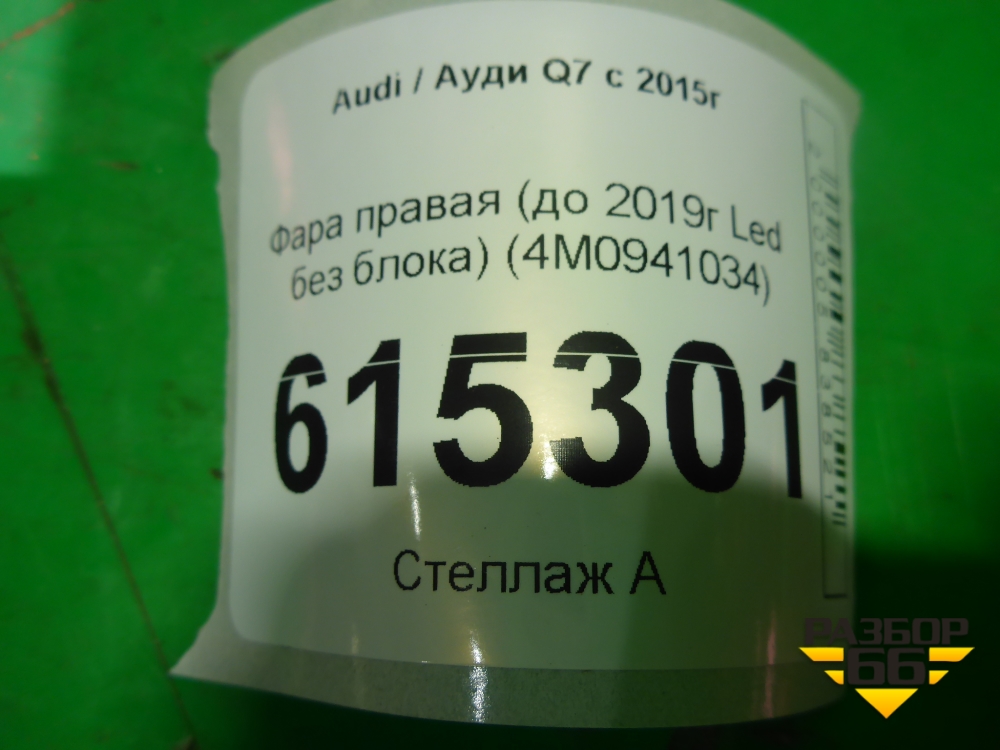 Audi / Ауди Q7 с 2015г
Фара правая (до 2019г Led
без блока) (4M0941034)
615301
Стеллаж А
РАЗБОР
66